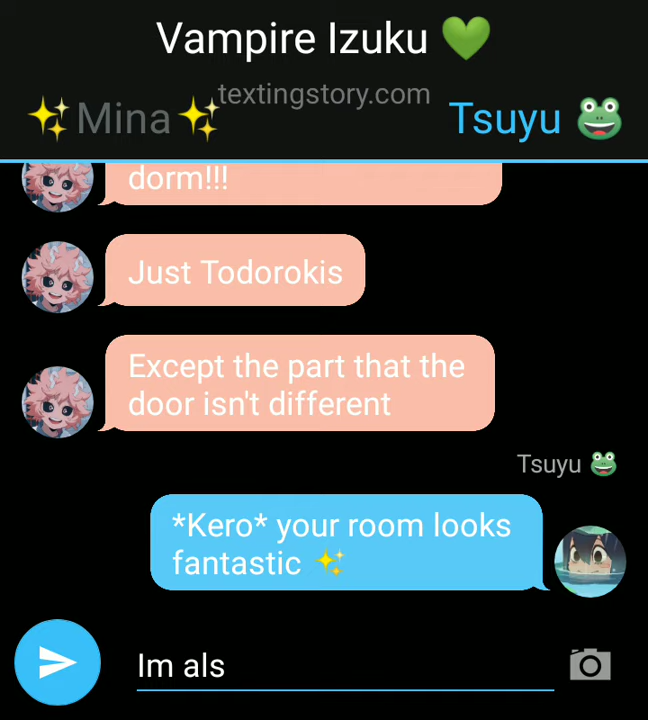 Vampire Izuku 💚
textingstory.com
✨Mina✨
Tsuyu 🐸
dorm!!!
Just Todorokis
Except the part that the
door isn't different
Tsuyu 🐸
*Kero* your room looks
fantastic ✨
Im als